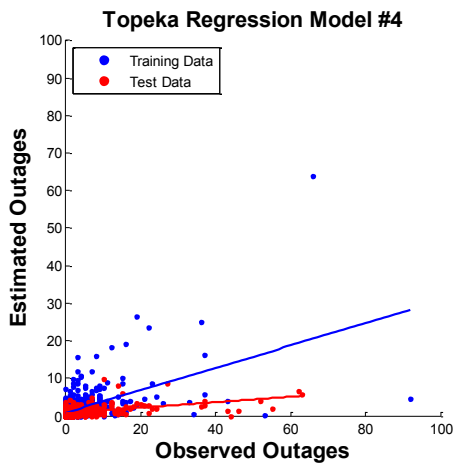 Topeka Regression Model #4
100
90
80
70
60
50
40
30
20
10
0
Training Data
Test Data
Estimated Outages
0 20 40 60 80 100
Observed Outages